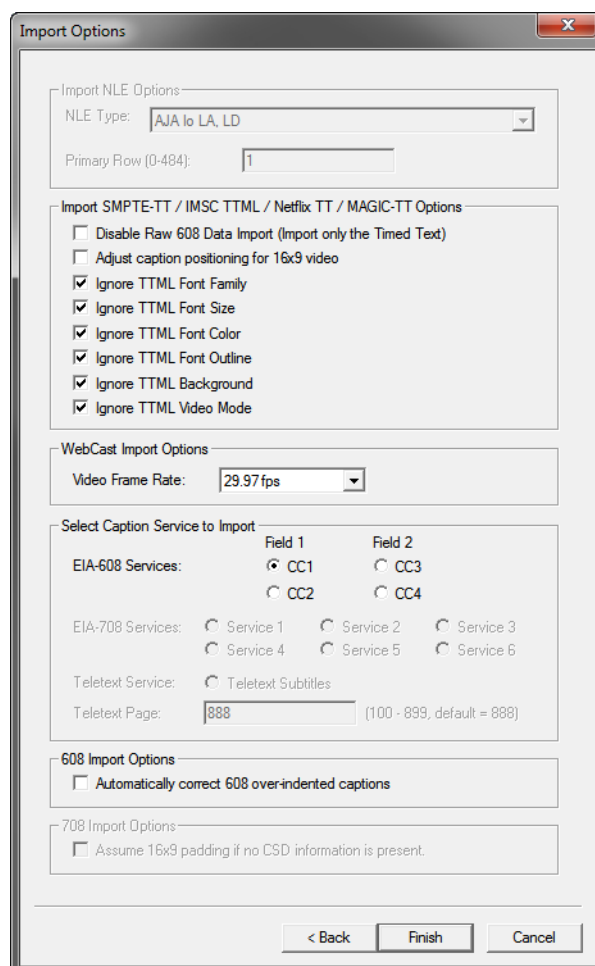 Import Options
Import NLE Options
NLE Type: AJA Io LA, LD
Primary Row (0-484): 1
Import SMPTE-TT / IMSC TTML / Netflix TT / MAGIC-TT Options
Disable Raw 608 Data Import (Import only the Timed Text)
Adjust caption positioning for 16x9 video
Ignore TTML Font Family
Ignore TTML Font Size
Ignore TTML Font Color
Ignore TTML Font Outline
Ignore TTML Background
Ignore TTML Video Mode
WebCast Import Options
Video Frame Rate: 29.97fps
Select Caption Service to Import
Field 1 Field 2
EIA-608 Services: CC1 CC3
CC2 CC4
EIA-708 Services: Service 1 Service 2 Service 3
Service 4 Service 5 Service 6
Teletext Service: Teletext Subtitles
Teletext Page: 888 (100 - 899, default = 888)
608 Import Options
Automatically correct 608 over-indented captions
708 Import Options
Assume 16x9 padding if no CSD information is present.
< Back Finish Cancel